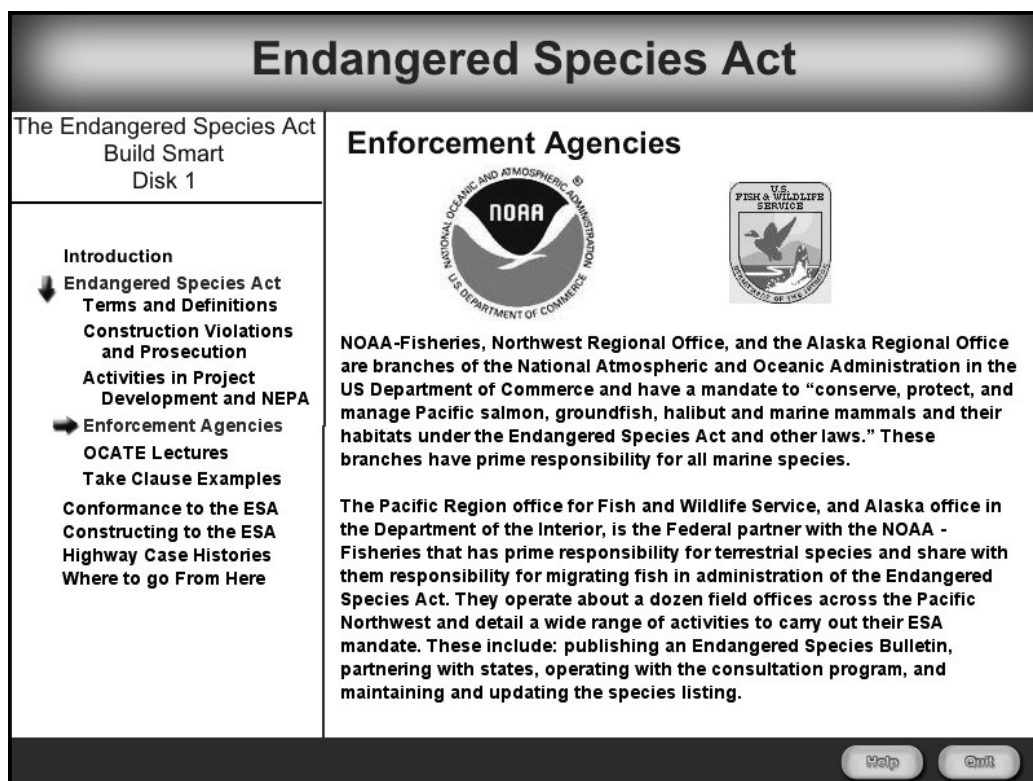 Endangered Species Act
The Endangered Species Act
Build Smart
Disk 1
Introduction
Endangered Species Act
Terms and Definitions
Construction Violations
and Prosecution
Activities in Project
Development and NEPA
Enforcement Agencies
OCATE Lectures
Take Clause Examples
Conformance to the ESA
Constructing to the ESA
Highway Case Histories
Where to go From Here
Enforcement Agencies
NATIONAL OCEANIC AND ATMOSPHERIC ADMINISTRATION
®
NOAA
U.S. DEPARTMENT OF COMMERCE
U.S.
FISH & WILDLIFE
SERVICE
DEPARTMENT OF THE INTERIOR
NOAA-Fisheries, Northwest Regional Office, and the Alaska Regional Office
are branches of the National Atmospheric and Oceanic Administration in the
US Department of Commerce and have a mandate to “conserve, protect, and
manage Pacific salmon, groundfish, halibut and marine mammals and their
habitats under the Endangered Species Act and other laws.” These
branches have prime responsibility for all marine species.
The Pacific Region office for Fish and Wildlife Service, and Alaska office in
the Department of the Interior, is the Federal partner with the NOAA -
Fisheries that has prime responsibility for terrestrial species and share with
them responsibility for migrating fish in administration of the Endangered
Species Act. They operate about a dozen field offices across the Pacific
Northwest and detail a wide range of activities to carry out their ESA
mandate. These include: publishing an Endangered Species Bulletin,
partnering with states, operating with the consultation program, and
maintaining and updating the species listing.
Help
Quit